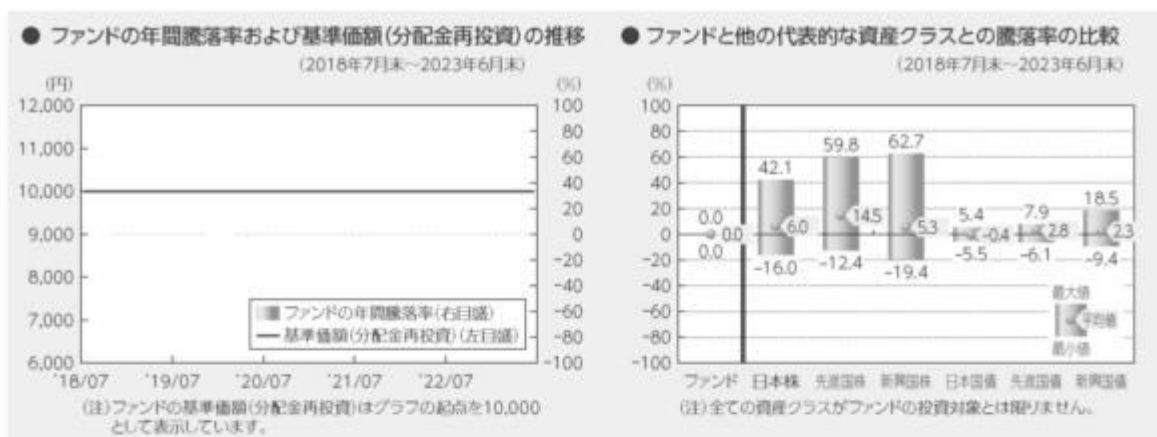 ● ファンドの年間騰落率および基準価額(分配金再投資)の推移
(2018年7月末～2023年6月末)
(円)
(%)
12,000
11,000
10,000
9,000
8,000
7,000
6,000
100
80
60
40
20
0
-20
-40
-60
-80
-100
ファンドの年間騰落率(右目盛)
基準価額(分配金再投資)(左目盛)
'18/07 '19/07 '20/07 '21/07 '22/07
(注)ファンドの基準価額(分配金再投資)はグラフの起点を10,000
として表示しています。
● ファンドと他の代表的な資産クラスとの騰落率の比較
(2018年7月末～2023年6月末)
(%)
100
80
60
40
20
0
-20
-40
-60
-80
-100
0.0 42.1 59.8 62.7 5.4 7.9 18.5
0.0 6.0 14.5 5.3 -0.4 2.8 2.3
0.0 -16.0 -12.4 -19.4 -5.5 -6.1 -9.4
最大値
平均値
最小値
ファンド 日本株 先進国株 新興国株 日本国債 先進国債 新興国債
(注)全ての資産クラスがファンドの投資対象とは限りません。